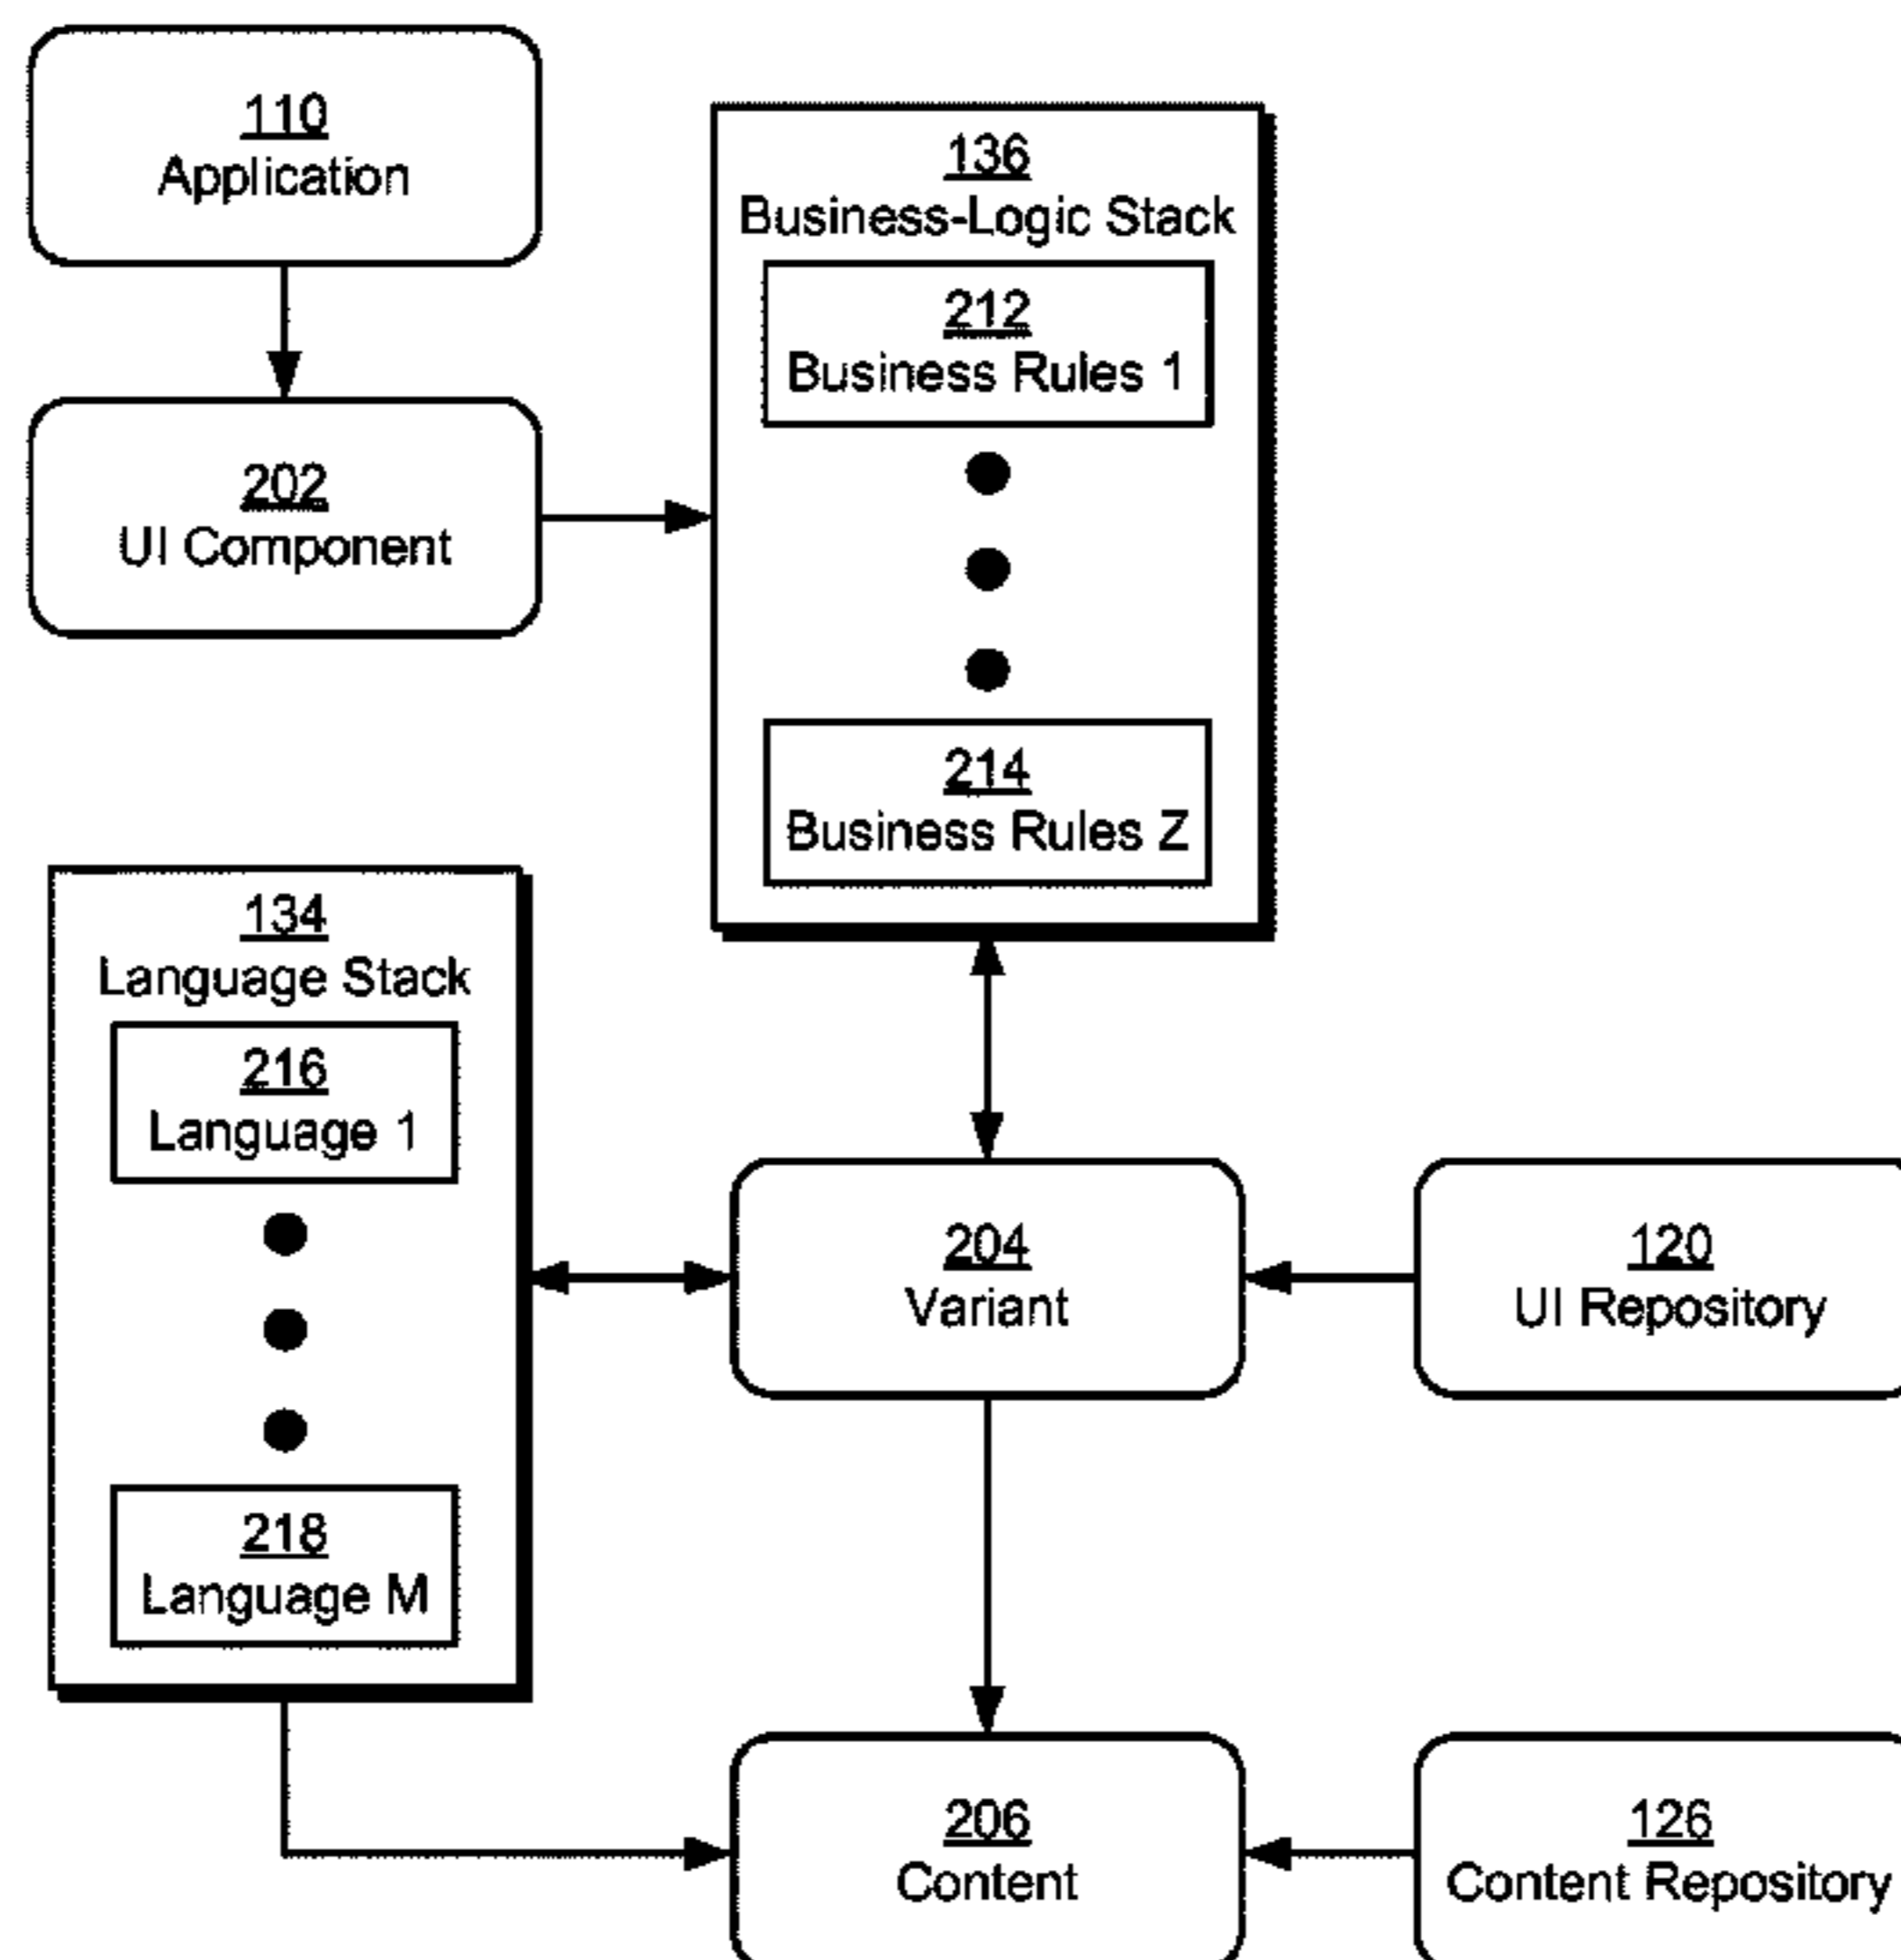 110
Application
136
Business-Logic Stack
212
Business Rules 1
202
UI Component
214
Business Rules Z
134
Language Stack
216
Language 1
204
Variant
120
UI Repository
218
Language M
206
Content
126
Content Repository